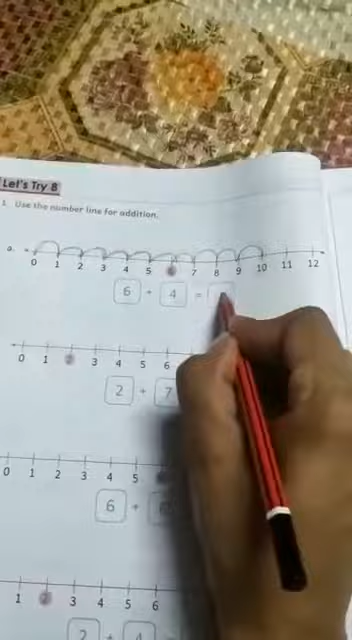 Let's Try 8
1. Use the number line for addition.
a.
0 1 2 3 4 5 6 7 8 9 10 11 12
6 + 4 =
0 1 2 3 4 5 6
2 + 7
0 1 2 3 4 5
6 +
1 2 3 4 5 6
2 + 4